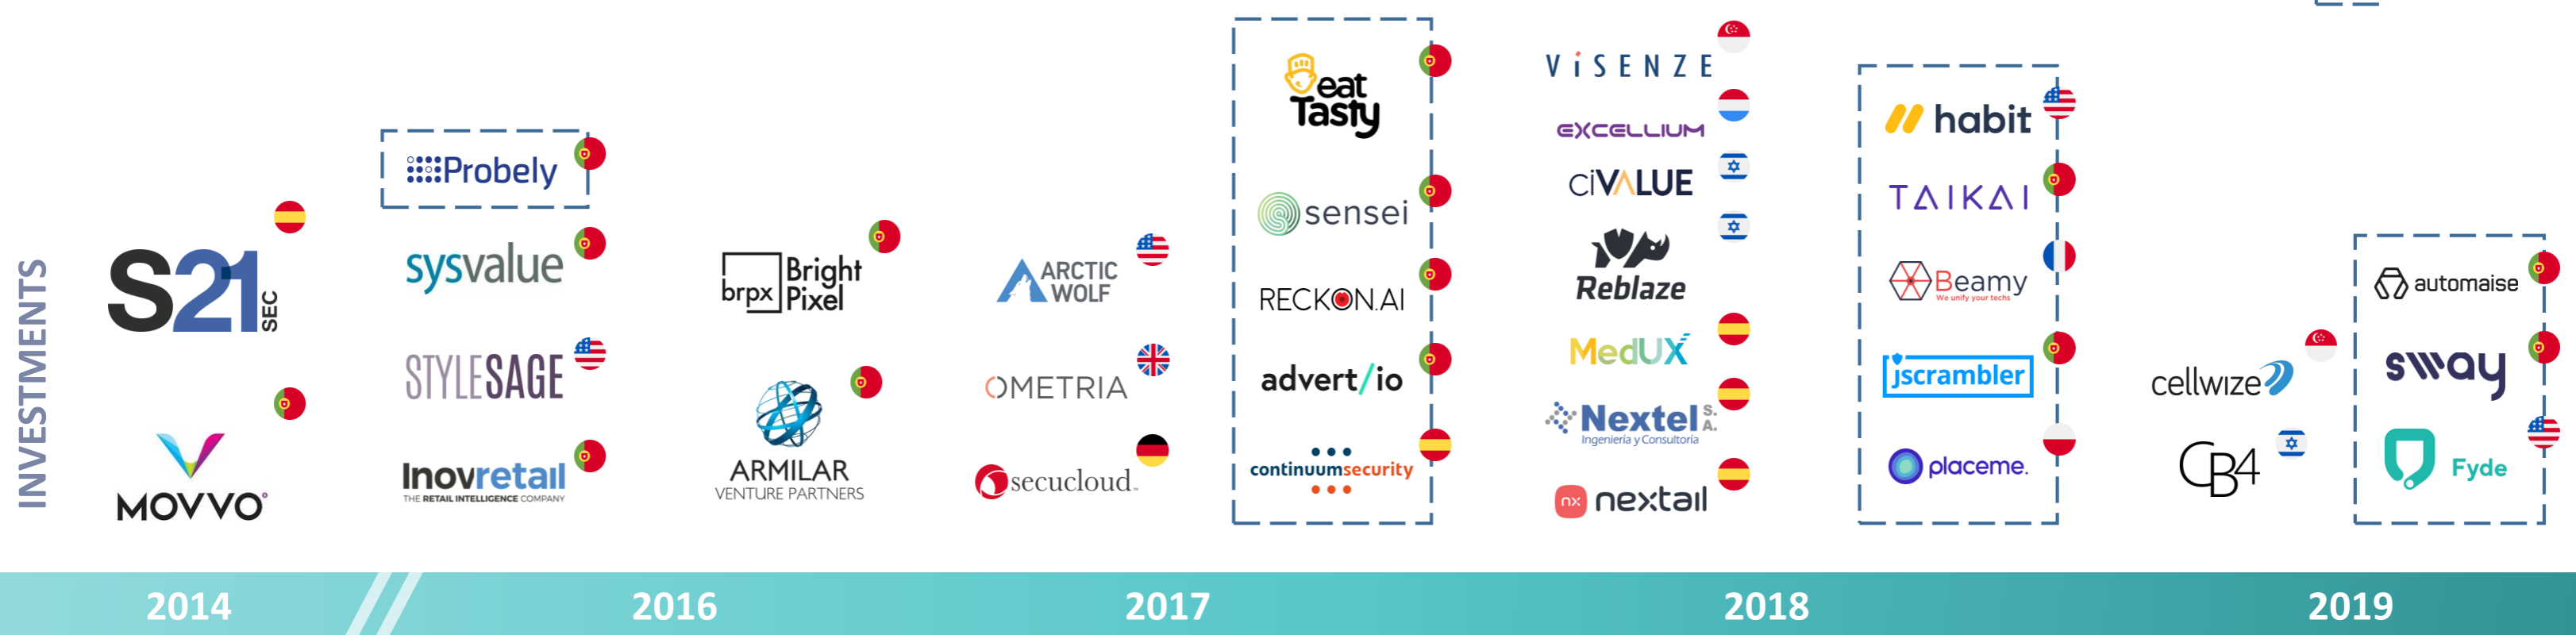 INVESTMENTS
S21
SEC
MOVVO
Probely
sysvalue
STYLESAGE
Inovretail
THE RETAIL INTELLIGENCE COMPANY
brpx
Bright
Pixel
ARMILAR
VENTURE PARTNERS
ARCTIC
WOLF
OMETRIA
secucloud™
eat
Tasty
sensei
RECKON.AI
advert/io
continuumsecurity
ViSENZE
EXCELLIUM
ciVALUE
Reblaze
MedUX
Nextel S.A.
Ingeniería y Consultoría
nx nextail
habit
TAIKAI
Beamy
We unify your techs
jscrambler
placeme.
cellwize
CB4
automaise
sway
Fyde
2014
2016
2017
2018
2019